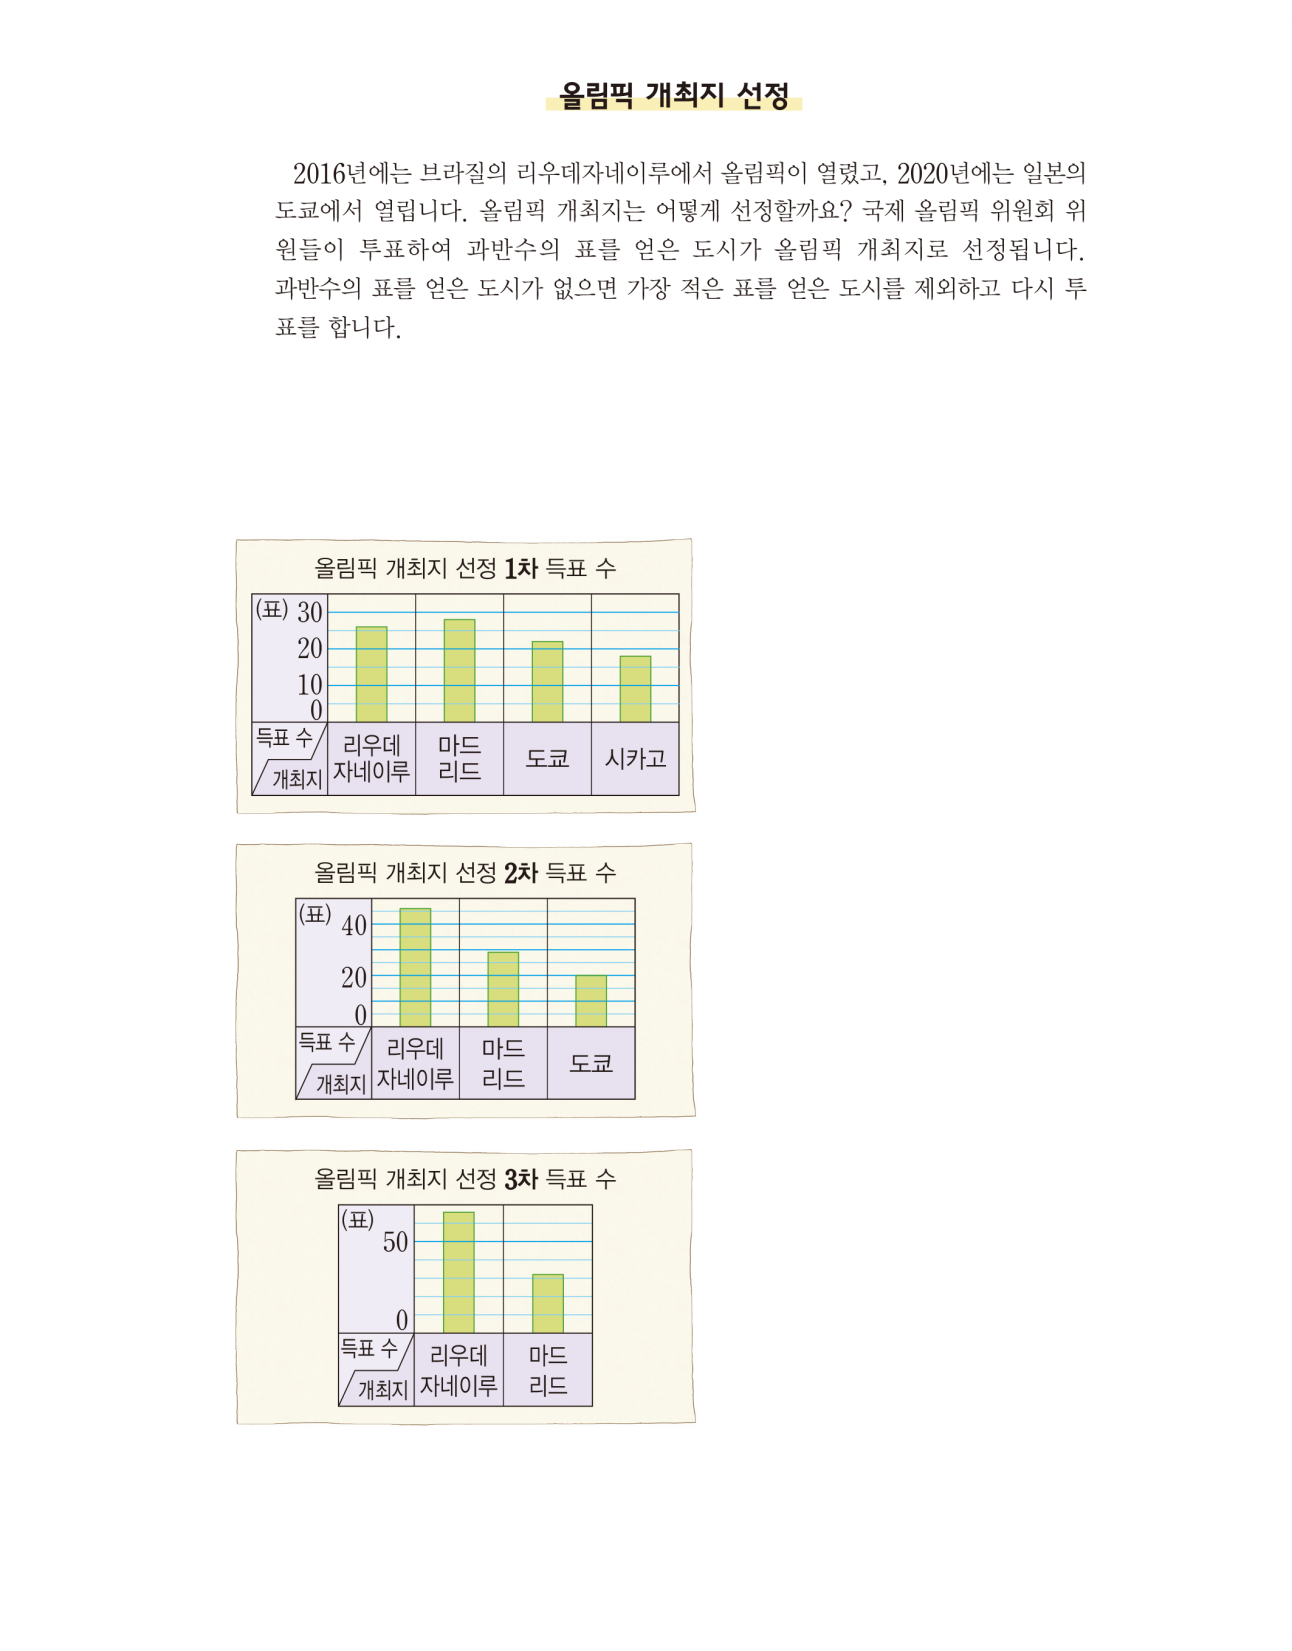 올림픽 개최지 선정
2016년에는 브라질의 리우데자네이루에서 올림픽이 열렸고, 2020년에는 일본의
도쿄에서 열립니다. 올림픽 개최지는 어떻게 선정할까요? 국제 올림픽 위원회 위
원들이 투표하여 과반수의 표를 얻은 도시가 올림픽 개최지로 선정됩니다.
과반수의 표를 얻은 도시가 없으면 가장 적은 표를 얻은 도시를 제외하고 다시 투
표를 합니다.
올림픽 개최지 선정 1차 득표 수
(표) 30
20
10
0
득표 수
개최지
리우데
자네이루
마드
리드
도쿄
시카고
올림픽 개최지 선정 2차 득표 수
(표)
40
20
0
득표 수
개최지
리우데
자네이루
마드
리드
도쿄
올림픽 개최지 선정 3차 득표 수
(표)
50
0
득표 수
개최지
리우데
자네이루
마드
리드